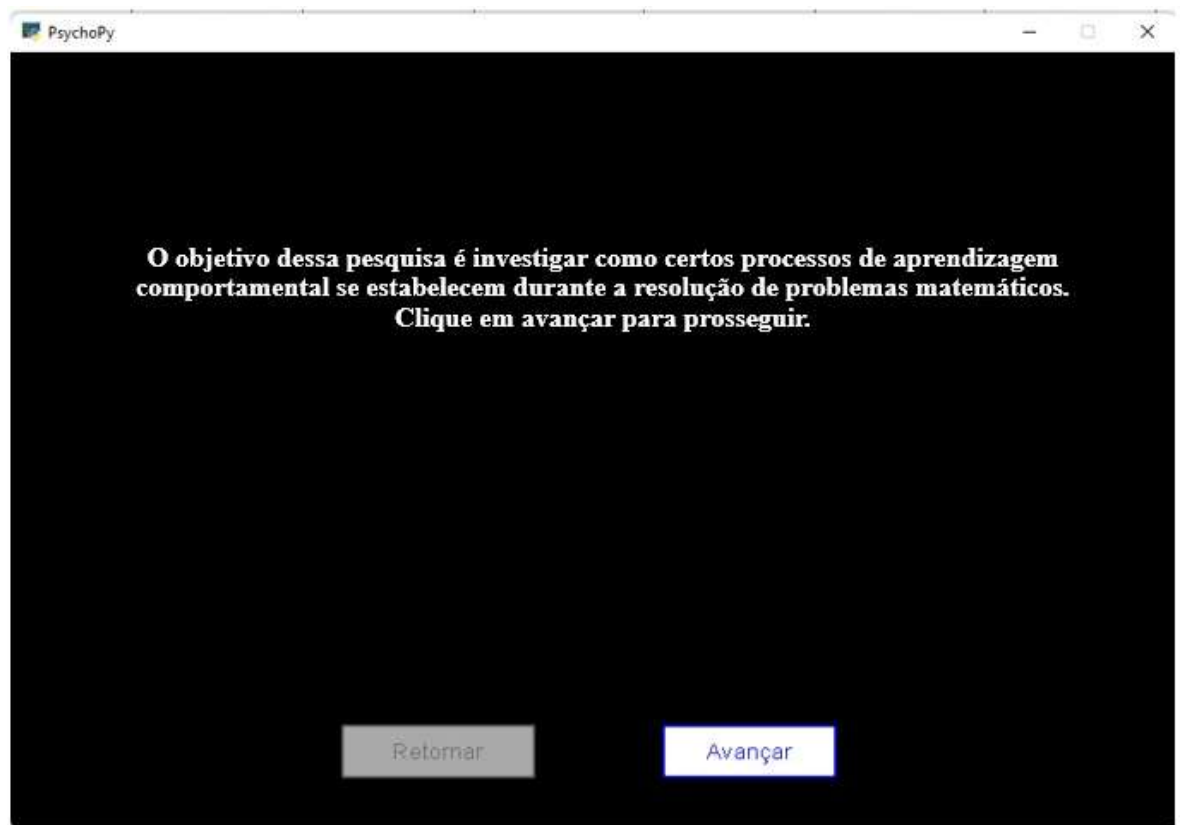 PsychoPy
O objetivo dessa pesquisa é investigar como certos processos de aprendizagem
comportamental se estabelecem durante a resolução de problemas matemáticos.
Clique em avançar para prosseguir.
Retornar
Avançar